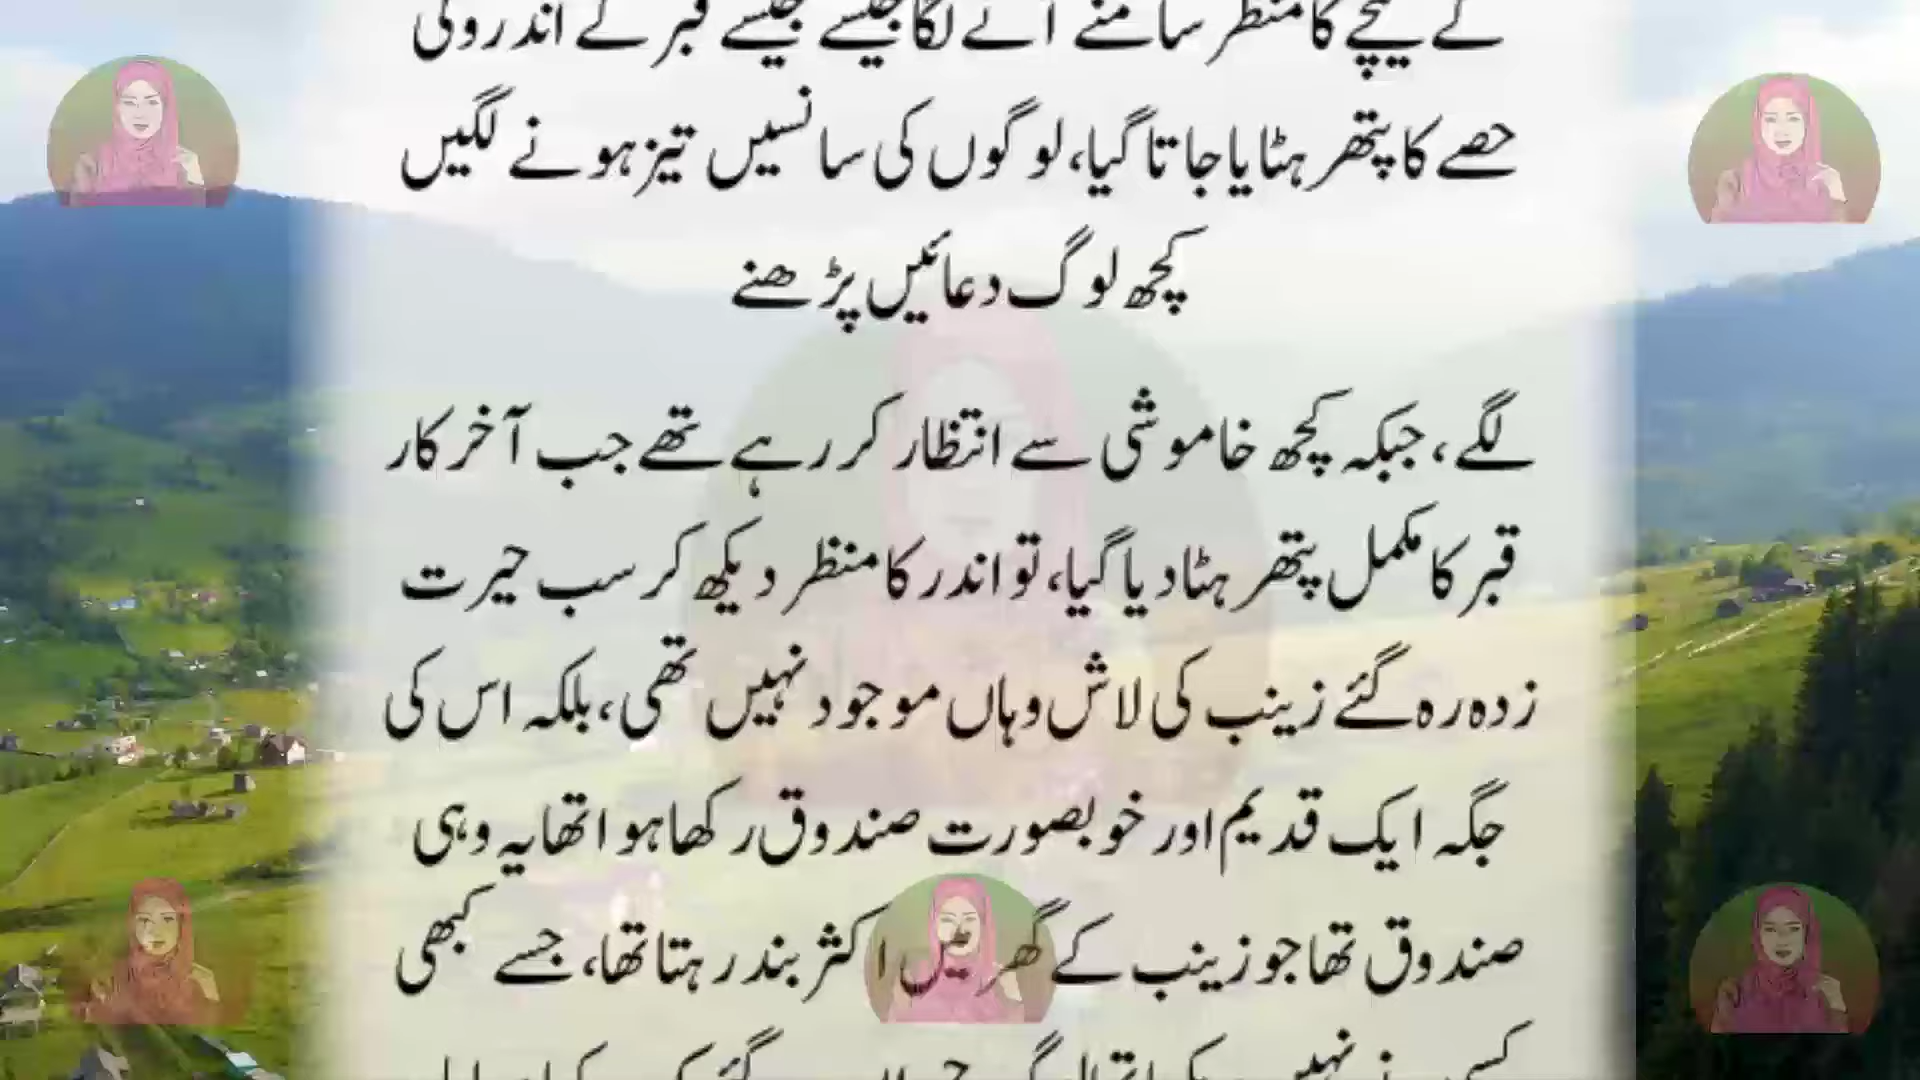 کے نیچے کا منظر سامنے آنے لگا جیسے جیسے قبر کے اندرونی
حصے کا پتھر ہٹایا جاتا گیا، لوگوں کی سانسیں تیز ہونے لگیں
کچھ لوگ دعائیں پڑھنے
لگے، جبکہ کچھ خاموشی سے انتظار کر رہے تھے جب آخر کار
قبر کا مکمل پتھر ہٹا دیا گیا، تو اندر کا منظر دیکھ کر سب حیرت
زدہ رہ گئے زینب کی لاش وہاں موجود نہیں تھی، بلکہ اس کی
جگہ ایک قدیم اور خوبصورت صندوق رکھا ہوا تھا یہ وہی
صندوق تھا جو زینب کے گھر میں اکثر بند رہتا تھا، جسے کبھی